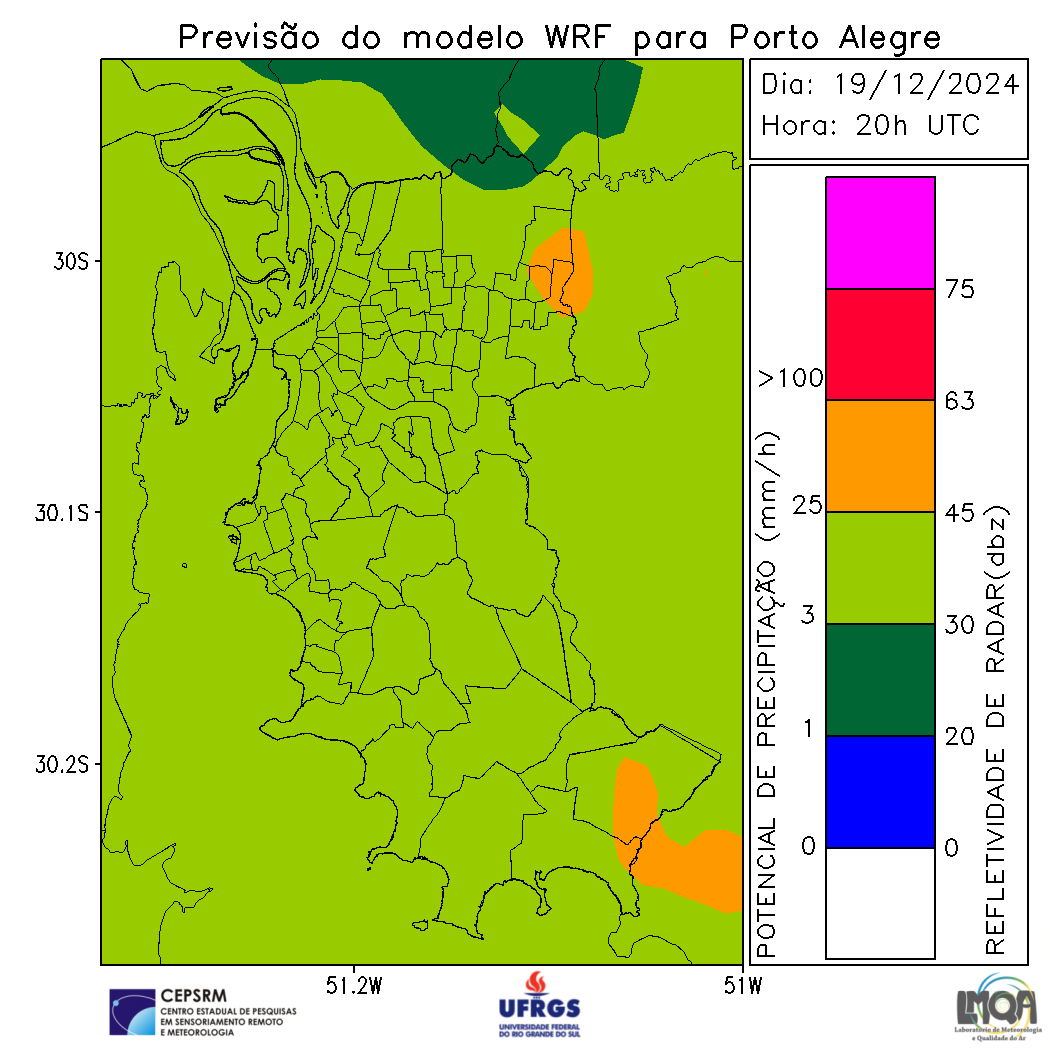 Previsão do modelo WRF para Porto Alegre
Dia: 19/12/2024
Hora: 20h UTC
30S
30.1S
30.2S
51.2W
51W
POTENCIAL DE PRECIPITAÇÃO (mm/h)
>100
25
3
1
0
75
63
45
30
20
0
REFLETIVIDADE DE RADAR(dbz)
CEPSRM
CENTRO ESTADUAL DE PESQUISAS
EM SENSORIAMENTO REMOTO
E METEOROLOGIA
UFRGS
UNIVERSIDADE FEDERAL
DO RIO GRANDE DO SUL
LMQA
Laboratório de Meteorologia
e Qualidade do Ar